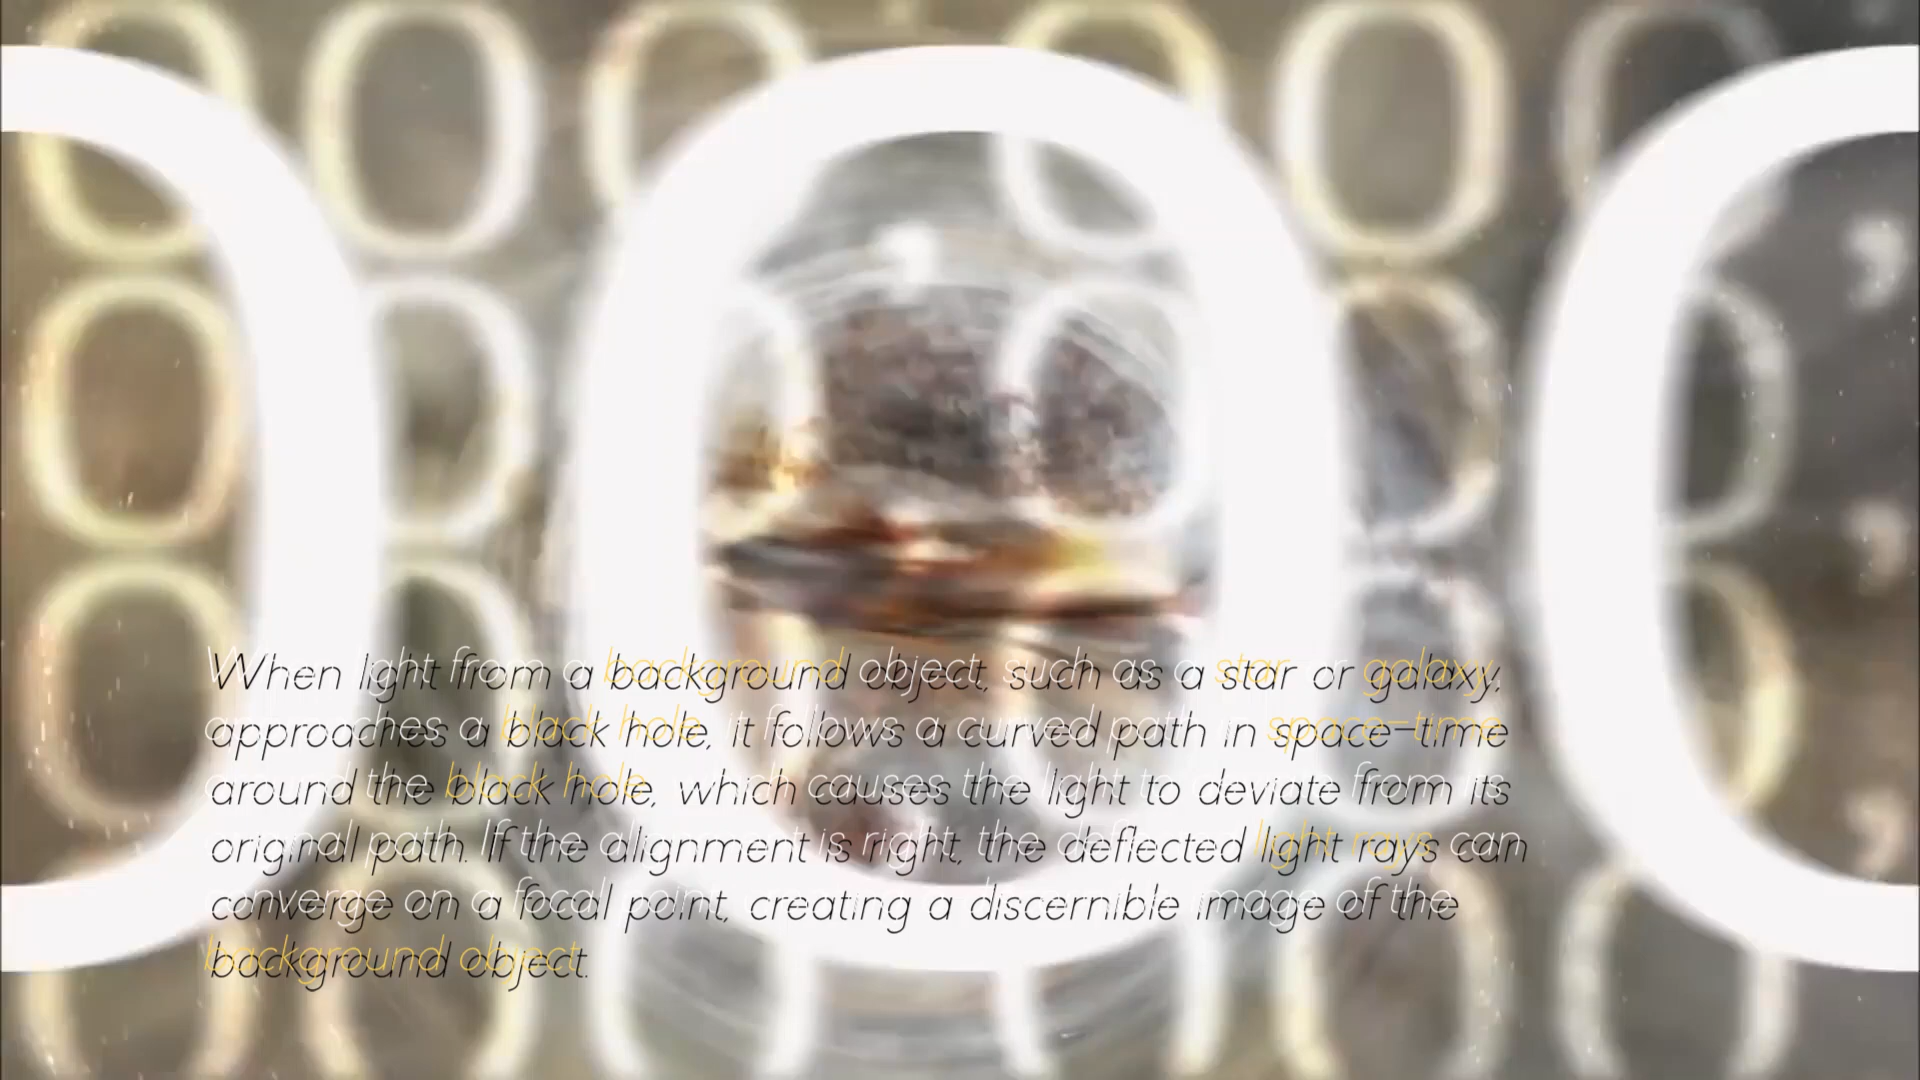 000
When light from a background object, such as a star or galaxy,
approaches a black hole, it follows a curved path in space-time
around the black hole, which causes the light to deviate from its
original path. If the alignment is right, the deflected light rays can
converge on a focal point, creating a discernible image of the
background object.